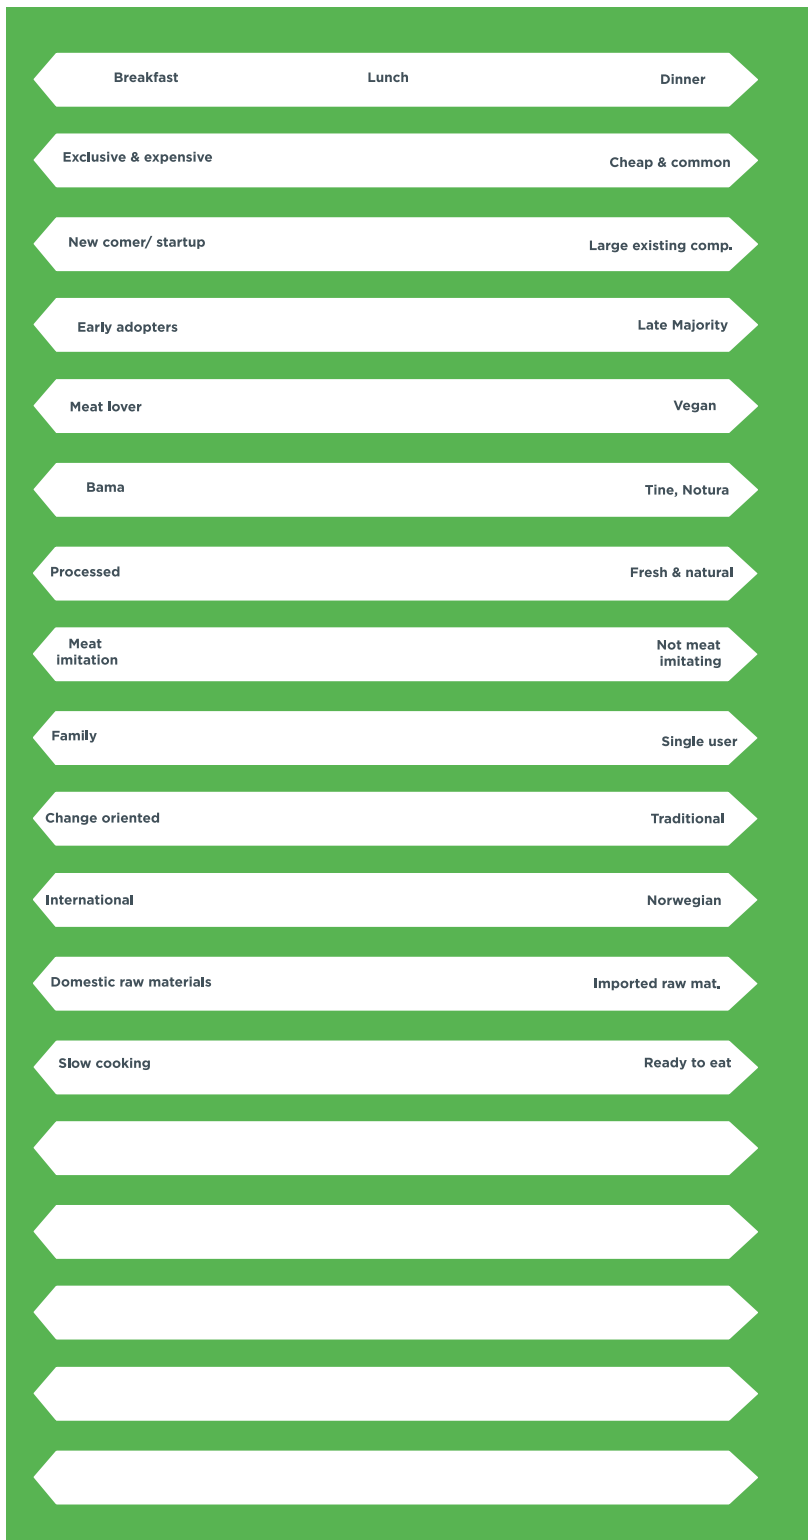 Breakfast Lunch Dinner
Exclusive & expensive Cheap & common
New comer/ startup Large existing comp.
Early adopters Late Majority
Meat lover Vegan
Bama Tine, Notura
Processed Fresh & natural
Meat
imitation
Not meat
imitating
Family Single user
Change oriented Traditional
International Norwegian
Domestic raw materials Imported raw mat.
Slow cooking Ready to eat